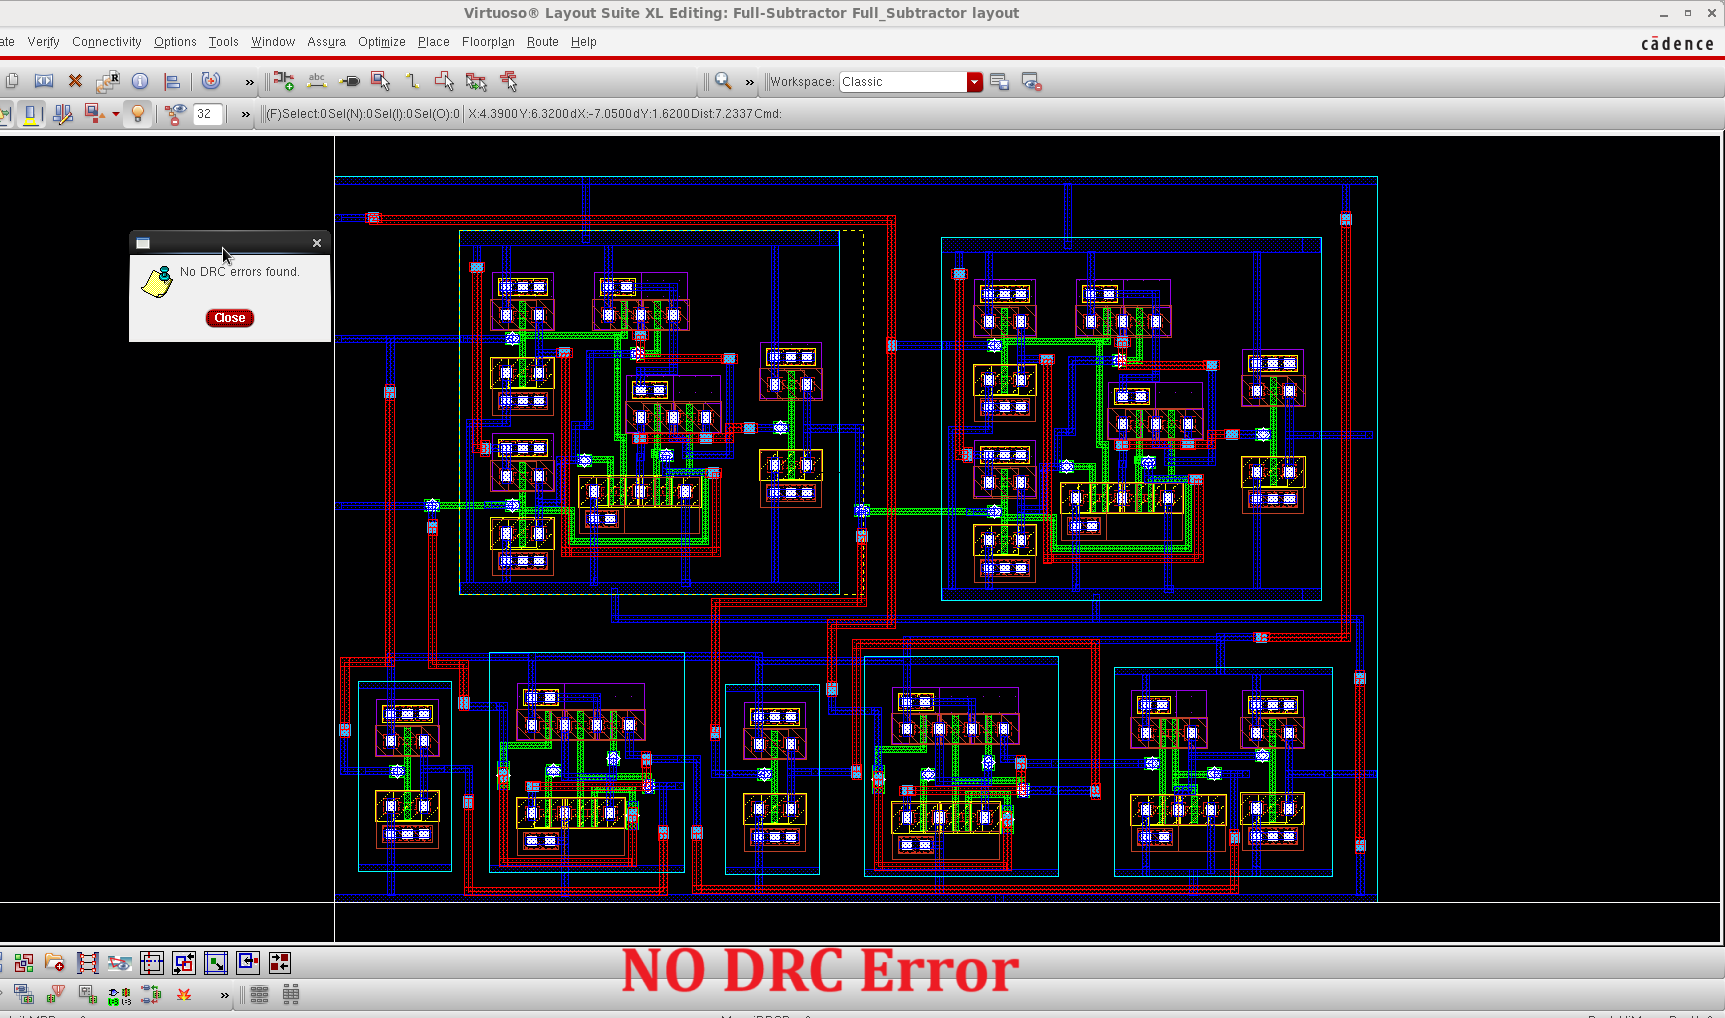 Virtuoso® Layout Suite XL Editing: Full-Subtractor Full_Subtractor layout
ate Verify Connectivity Options Tools Window Assura Optimize Place Floorplan Route Help
cādence
abc
R
» » Workspace: Classic
32 » (F)Select:0 Sel(N):0 Sel(I):0 Sel(O):0 X:4.3900 Y:6.3200 dX:-7.0500 dY:1.6200 Dist:7.2337 Cmd:
No DRC errors found.
Close
NO DRC Error
»